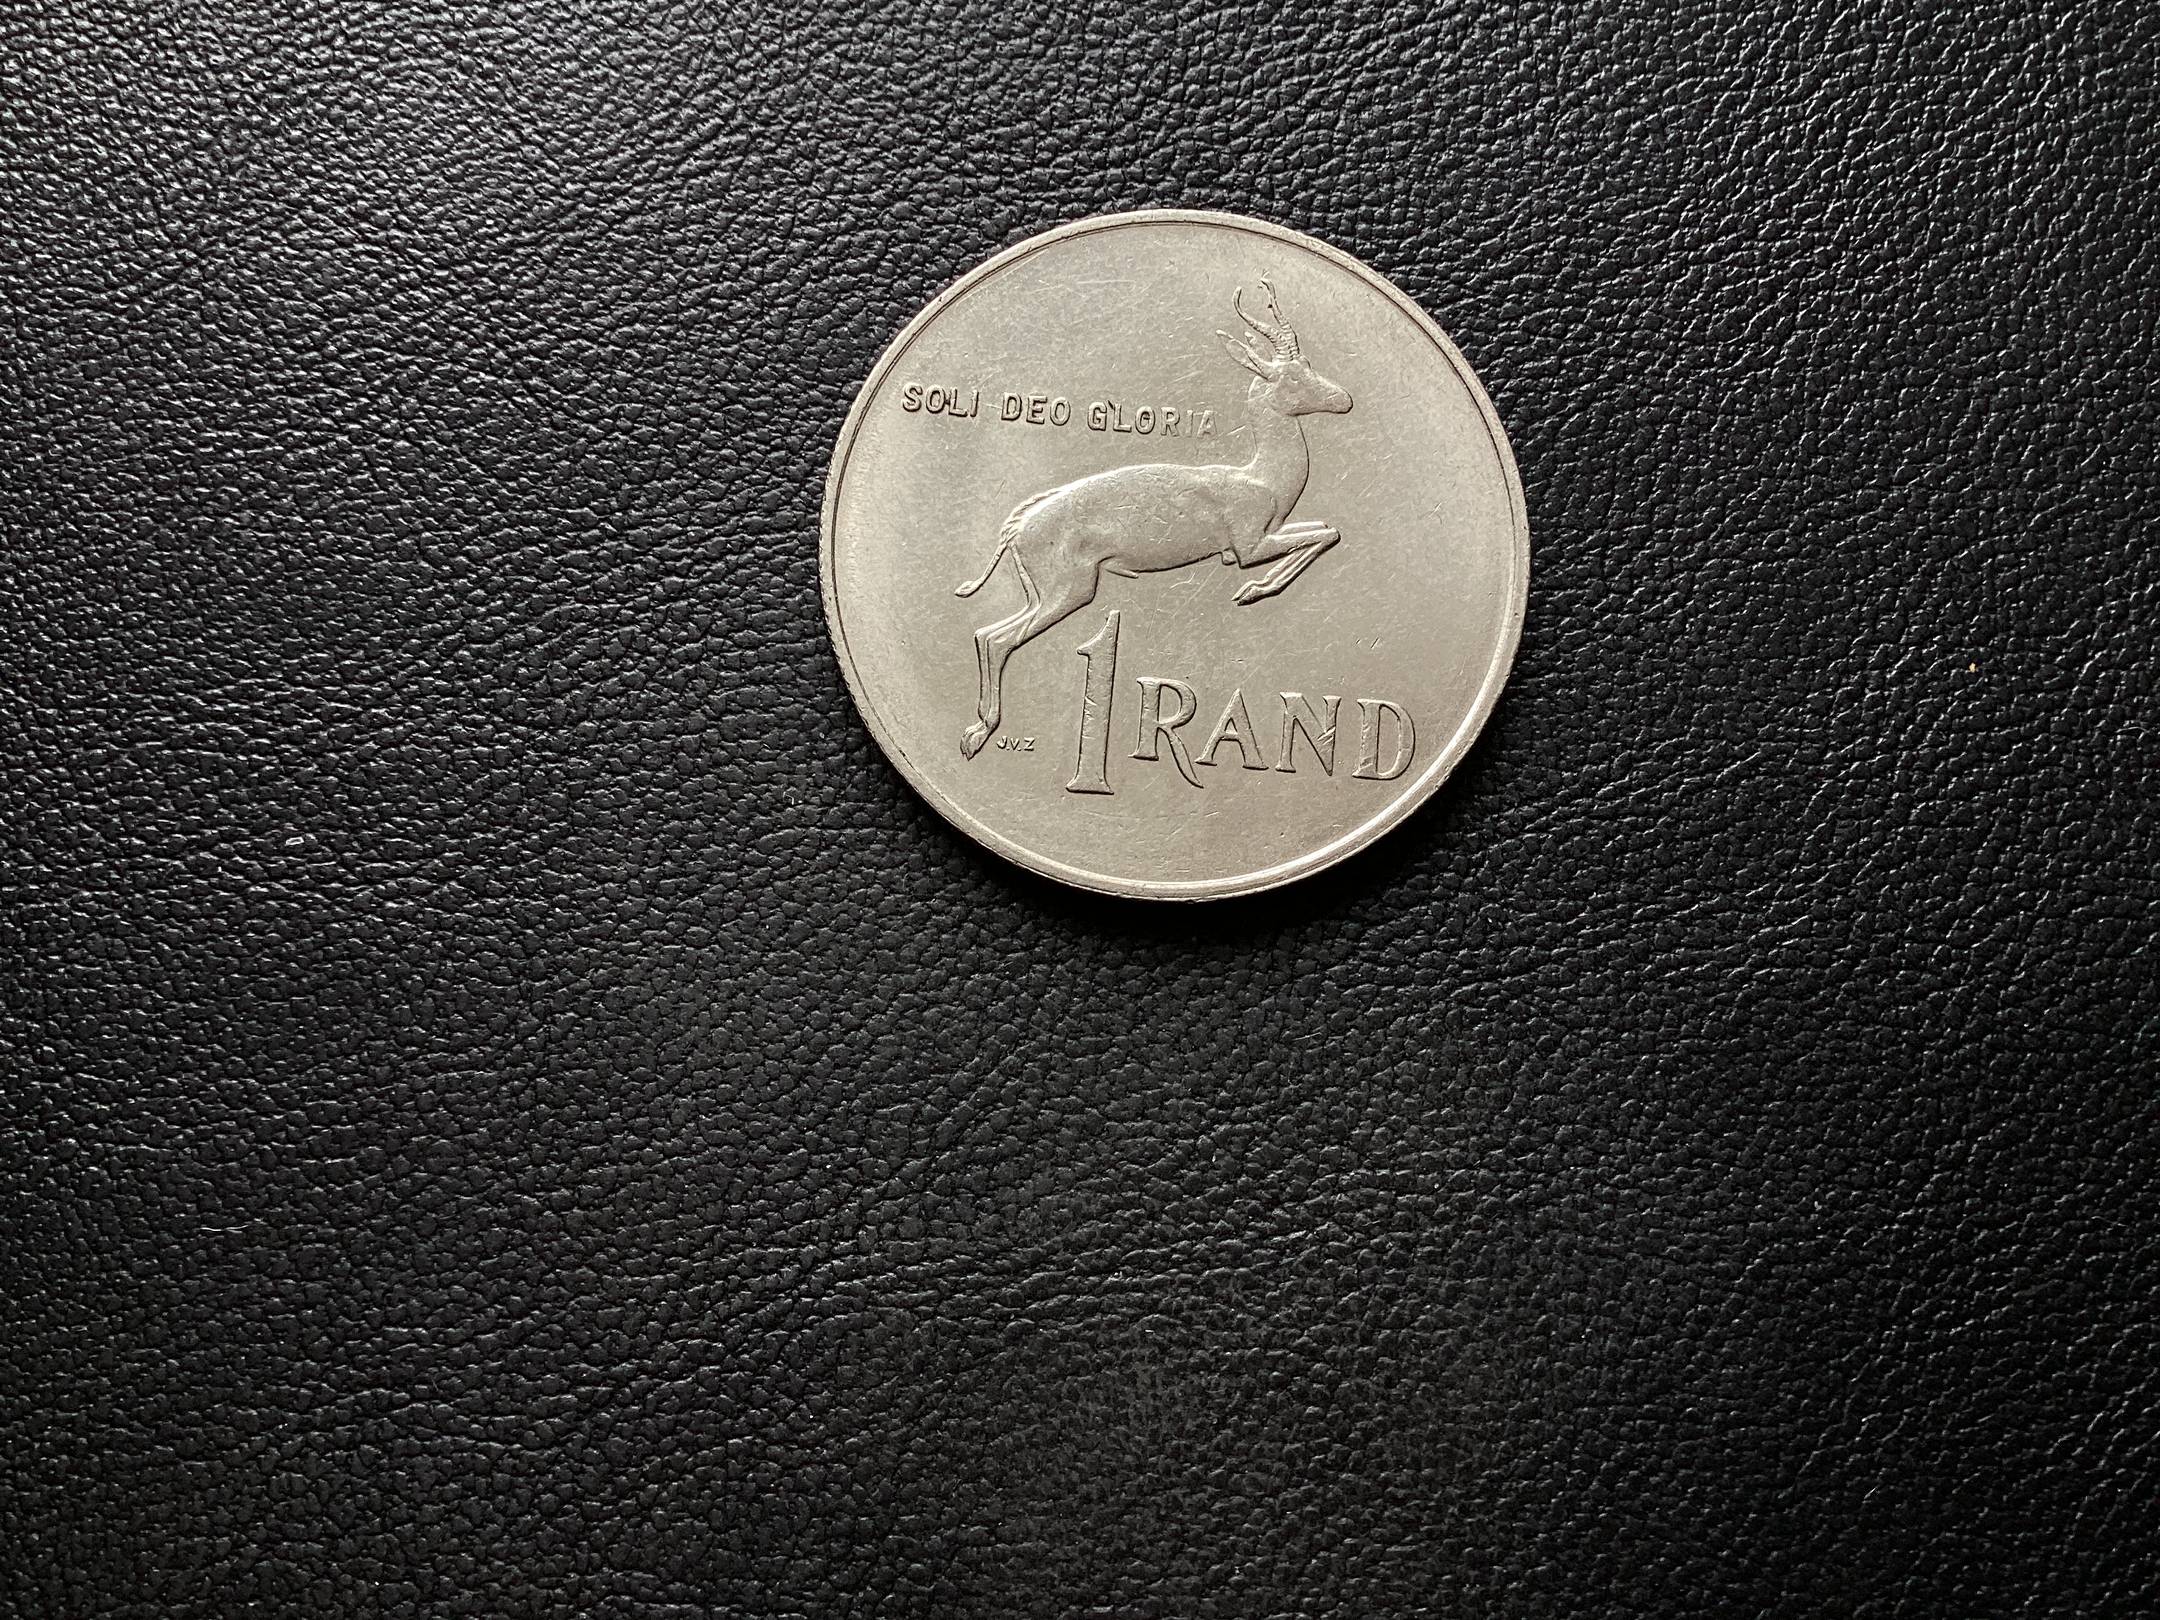 SOLI DEO GLORIA
J.V.Z
1 RAND